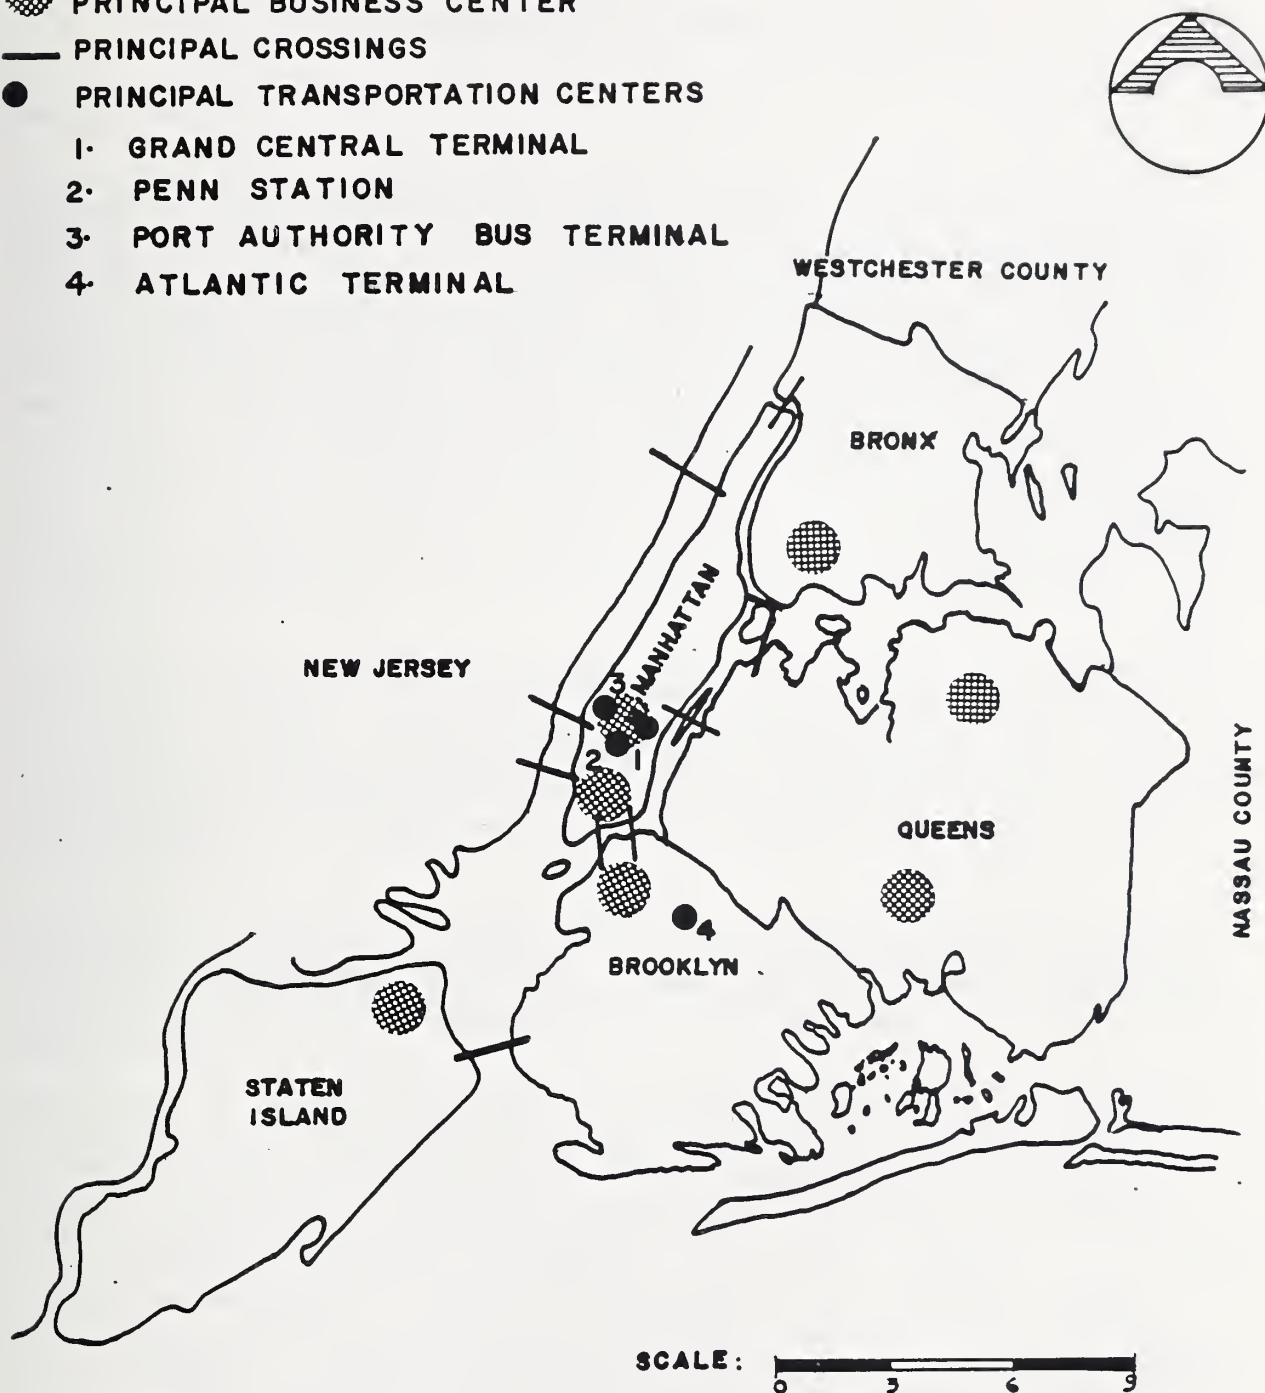 PRINCIPAL BUSINESS CENTER
PRINCIPAL CROSSINGS
PRINCIPAL TRANSPORTATION CENTERS
1. GRAND CENTRAL TERMINAL
2. PENN STATION
3. PORT AUTHORITY BUS TERMINAL
4. ATLANTIC TERMINAL
WESTCHESTER COUNTY
BRONX
MANHATTAN
NEW JERSEY
3
2
1
QUEENS
NASSAU COUNTY
4
BROOKLYN
STATEN
ISLAND
SCALE:
0 3 6 9